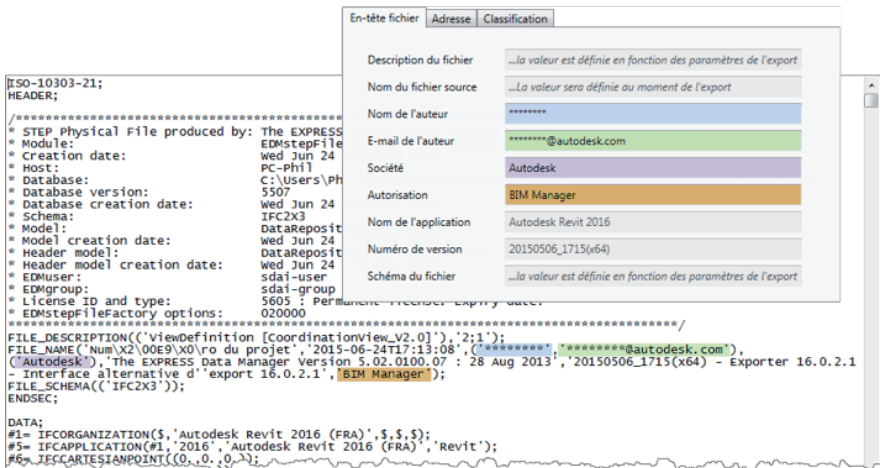 En-tête fichier Adresse Classification
Description du fichier ...la valeur est définie en fonction des paramètres de l'export
Nom du fichier source ...La valeur sera définie au moment de l'export
Nom de l'auteur ********
E-mail de l'auteur ********@autodesk.com
Société Autodesk
Autorisation BIM Manager
Nom de l'application Autodesk Revit 2016
Numéro de version 20150506_1715(x64)
Schéma du fichier ...la valeur est définie en fonction des paramètres de l'export
ISO-10303-21;
HEADER;
/******************************************
* STEP Physical File produced by: The EXPRESS
* Module: EDMstepFile
* Creation date: Wed Jun 24
* Host: PC-Phil
* Database: C:\Users\Ph
* Database version: 5507
* Database creation date: Wed Jun 24
* Schema: IFC2X3
* Model: DataReposit
* Model creation date: Wed Jun 24
* Header model: DataReposit
* Header model creation date: Wed Jun 24
* EDMuser: sdai-user
* EDMgroup: sdai-group
* License ID and type: 5605 : Permanent license. Expiry date:
* EDMstepFileFactory options: 020000
*******************************************************************************************/
FILE_DESCRIPTION(('ViewDefinition [CoordinationView_V2.0]'),'2;1');
FILE_NAME('Num\X2\00E9\X0\ro du projet','2015-06-24T17:13:08',('********','********@autodesk.com'),
('Autodesk'),'The EXPRESS Data Manager Version 5.02.0100.07 : 28 Aug 2013','20150506_1715(x64) - Exporter 16.0.2.1
- Interface alternative d''export 16.0.2.1','BIM Manager');
FILE_SCHEMA(('IFC2X3'));
ENDSEC;
DATA;
#1= IFCORGANIZATION($,'Autodesk Revit 2016 (FRA)',$,$,$);
#5= IFCAPPLICATION(#1,'2016','Autodesk Revit 2016 (FRA)','Revit');
#6= IFCCARTESIANPOINT((0.,0.,0.));